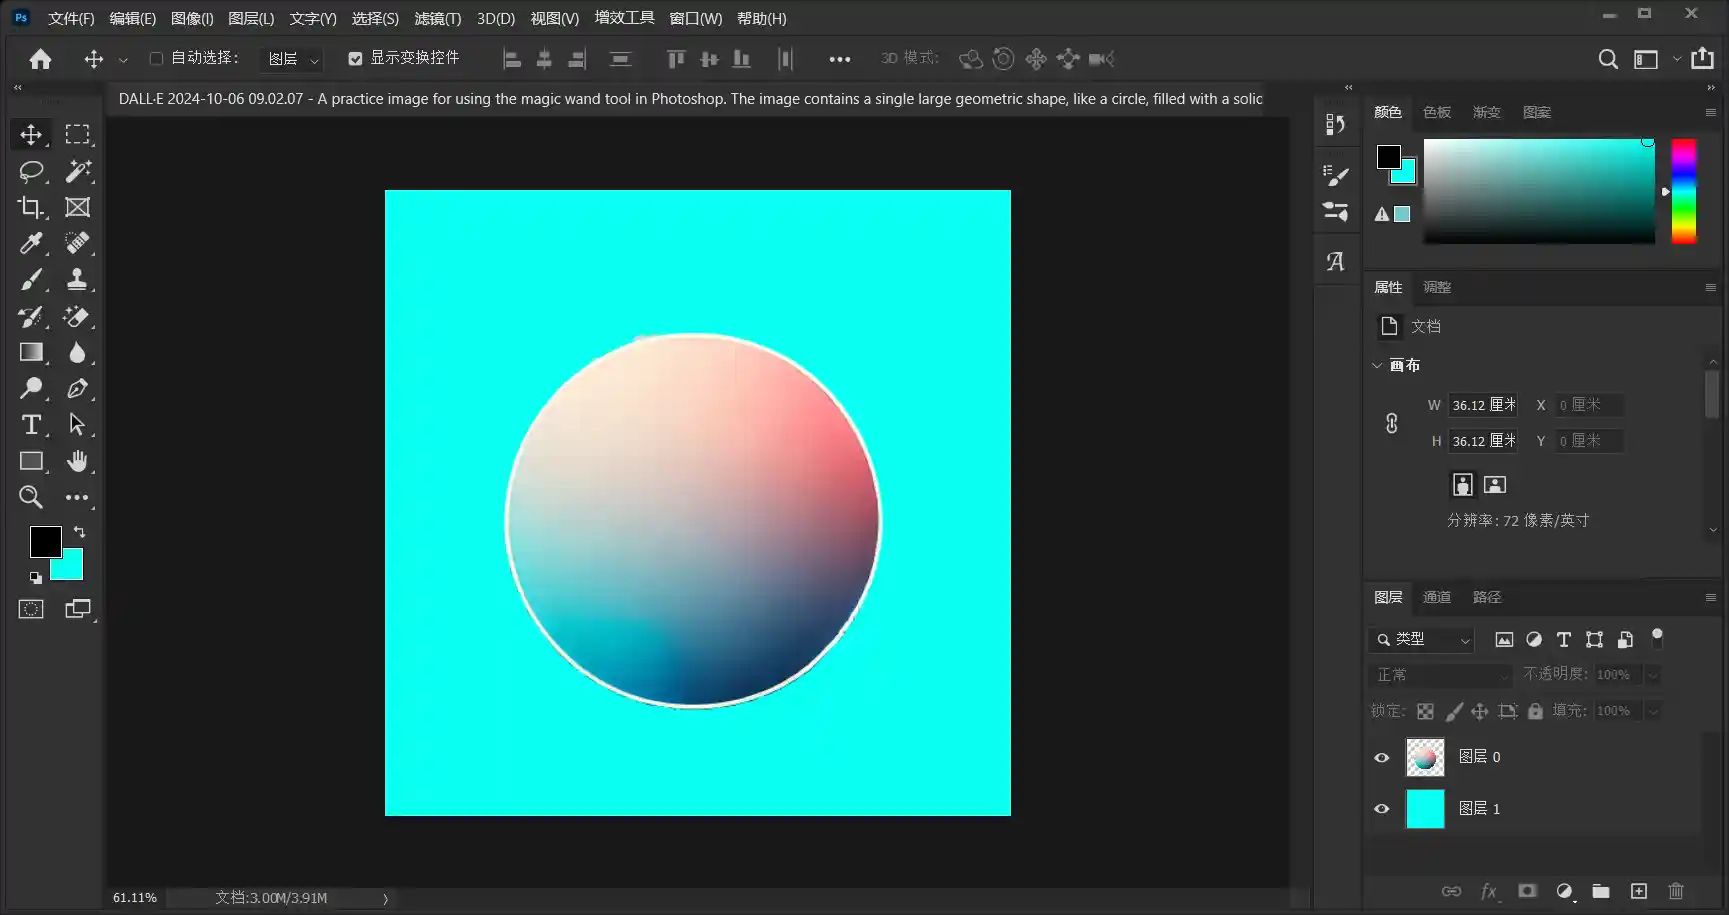 Ps 文件(F) 编辑(E) 图像(I) 图层(L) 文字(Y) 选择(S) 滤镜(T) 3D(D) 视图(V) 增效工具 窗口(W) 帮助(H)
自动选择: 图层 显示变换控件 3D 模式:
DALL·E 2024-10-06 09.02.07 - A practice image for using the magic wand tool in Photoshop. The image contains a single large geometric shape, like a circle, filled with a solic
颜色 色板 渐变 图案
属性 调整
文档
画布
W 36.12 厘米 X 0 厘米
H 36.12 厘米 Y 0 厘米
分辨率: 72 像素/英寸
图层 通道 路径
类型
正常 不透明度: 100%
锁定: 填充: 100%
图层 0
图层 1
fx
61.11% 文档:3.00M/3.91M